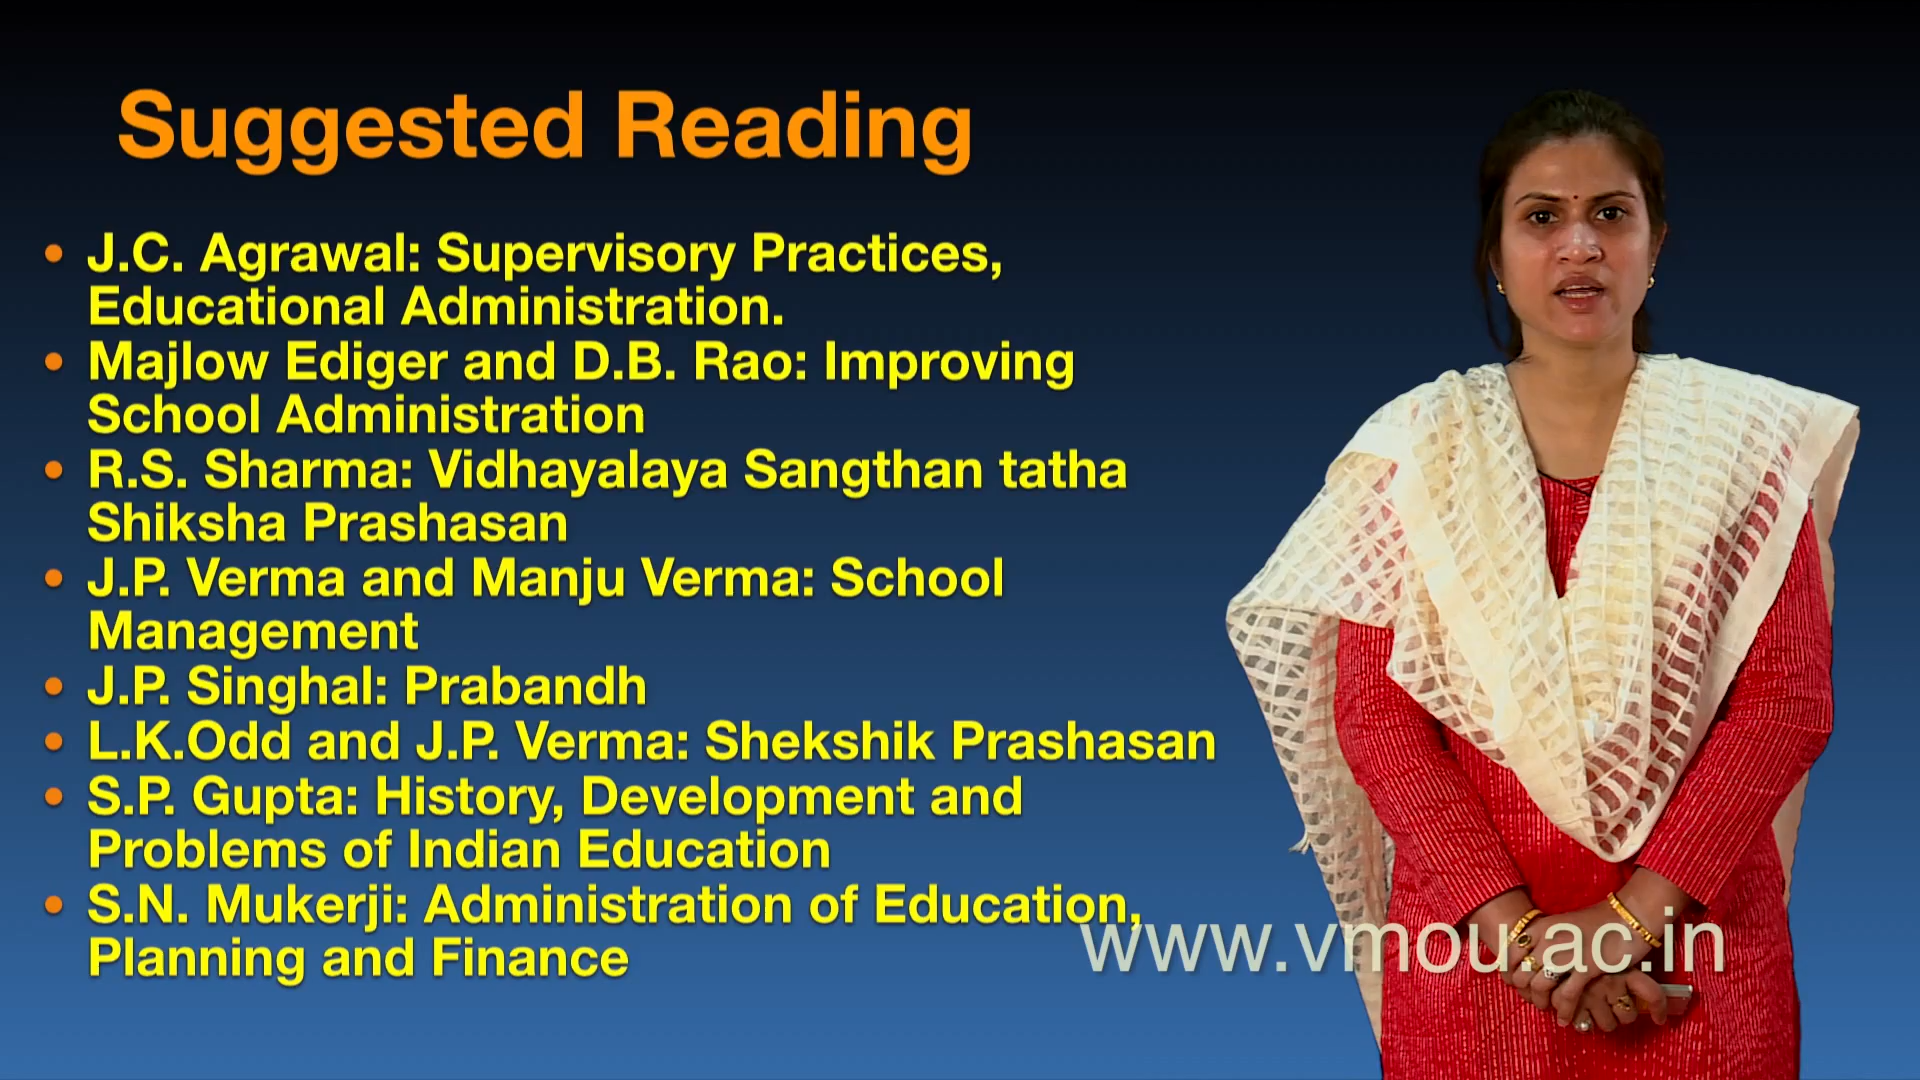 Suggested Reading
• J.C. Agrawal: Supervisory Practices,
Educational Administration.
• Majlow Ediger and D.B. Rao: Improving
School Administration
• R.S. Sharma: Vidhayalaya Sangthan tatha
Shiksha Prashasan
• J.P. Verma and Manju Verma: School
Management
• J.P. Singhal: Prabandh
• L.K.Odd and J.P. Verma: Shekshik Prashasan
• S.P. Gupta: History, Development and
Problems of Indian Education
• S.N. Mukerji: Administration of Education,
Planning and Finance
www.vmou.ac.in